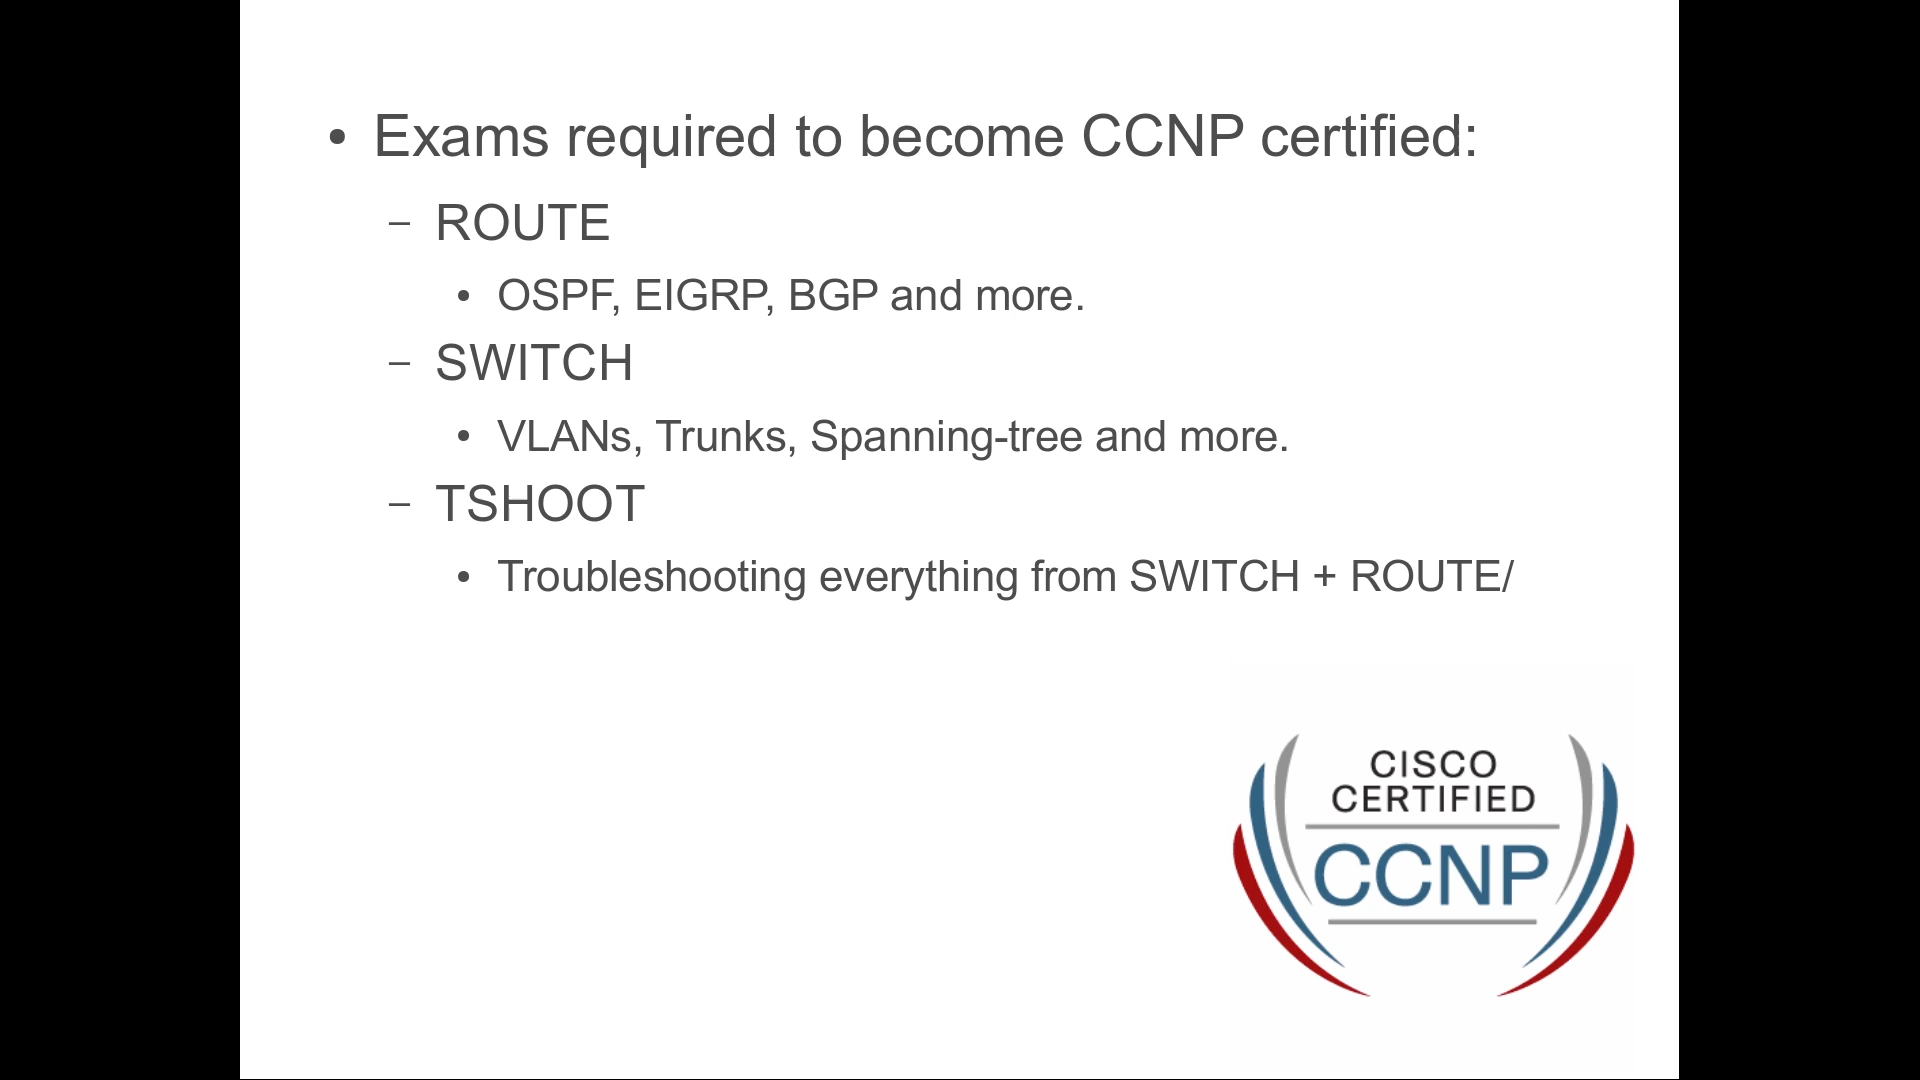 • Exams required to become CCNP certified:
– ROUTE
• OSPF, EIGRP, BGP and more.
– SWITCH
• VLANs, Trunks, Spanning-tree and more.
– TSHOOT
• Troubleshooting everything from SWITCH + ROUTE/
CISCO
CERTIFIED
CCNP